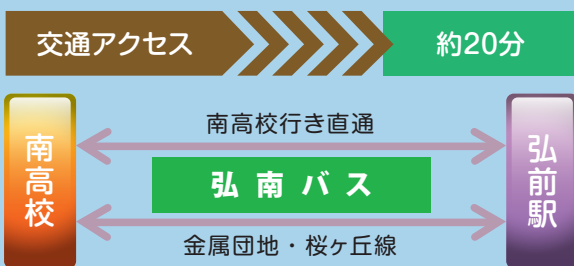 交通アクセス
約20分
南高校
南高校行き直通
弘南バス
金属団地・桜ヶ丘線
弘前駅